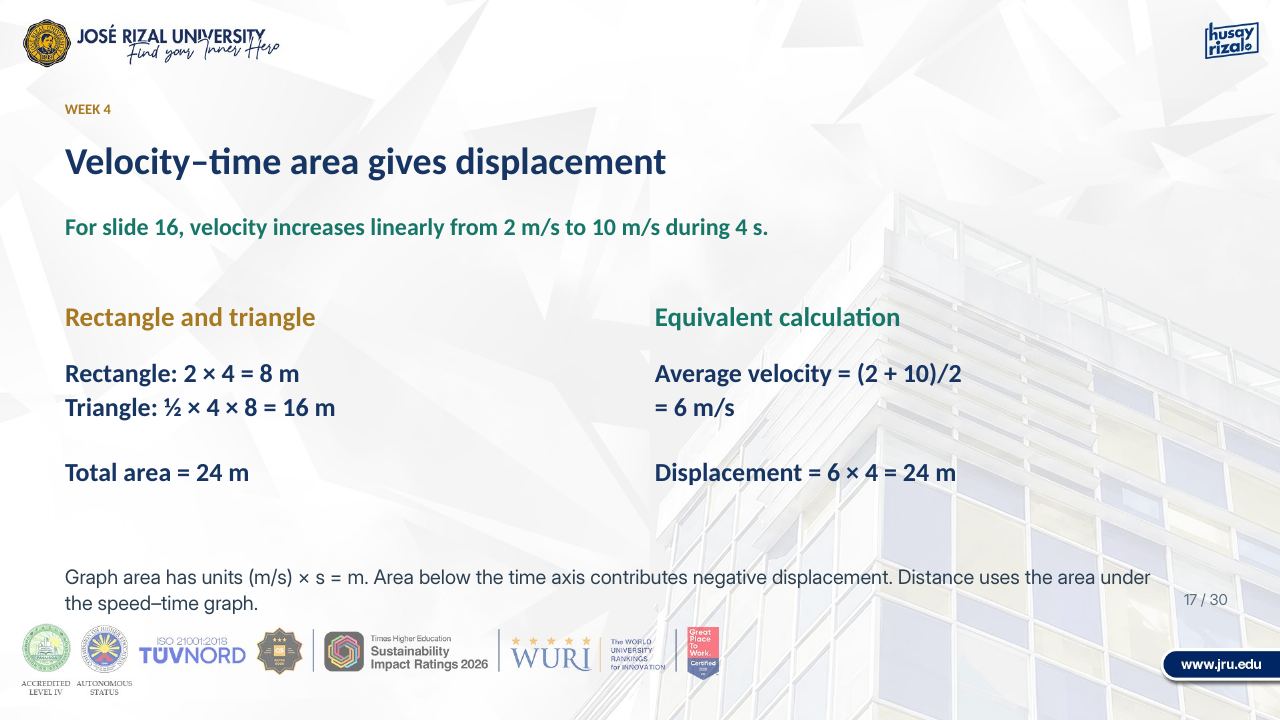 JOSÉ RIZAL UNIVERSITY
Find your Inner Hero
husay
rizal
WEEK 4
Velocity–time area gives displacement
For slide 16, velocity increases linearly from 2 m/s to 10 m/s during 4 s.
Rectangle and triangle
Rectangle: 2 × 4 = 8 m
Triangle: ½ × 4 × 8 = 16 m
Total area = 24 m
Equivalent calculation
Average velocity = (2 + 10)/2
= 6 m/s
Displacement = 6 × 4 = 24 m
Graph area has units (m/s) × s = m. Area below the time axis contributes negative displacement. Distance uses the area under
the speed–time graph.
17 / 30
ACCREDITED
LEVEL IV
AUTONOMOUS
STATUS
ISO 21001:2018
TÜVNORD
Times Higher Education
Sustainability
Impact Ratings 2026
WURI
The WORLD
UNIVERSITY
RANKINGS
for INNOVATION
Great
Place
To
Work.
Certified
www.jru.edu